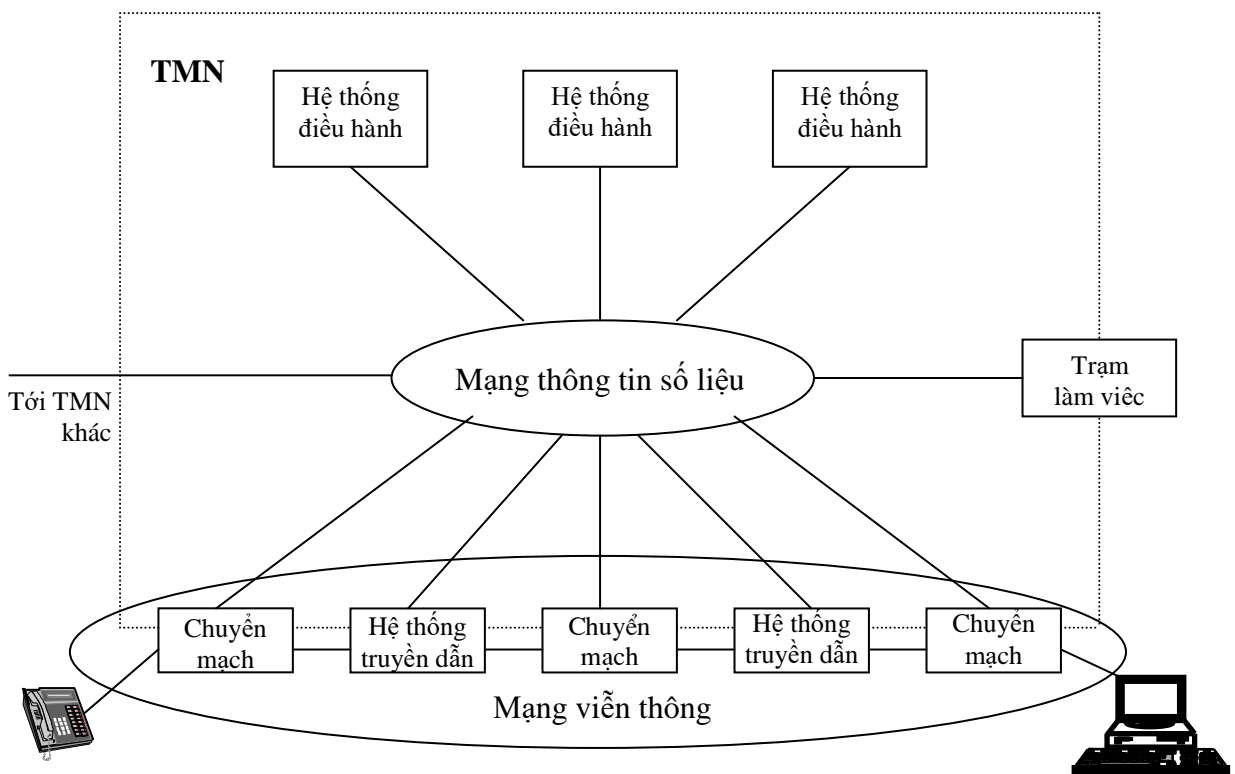 TMN
Hệ thống
điều hành
Hệ thống
điều hành
Hệ thống
điều hành
Mạng thông tin số liệu
Trạm
làm viêc
Tới TMN
khác
Chuyển
mạch
Hệ thống
truyền dẫn
Chuyển
mạch
Hệ thống
truyền dẫn
Chuyển
mạch
Mạng viễn thông